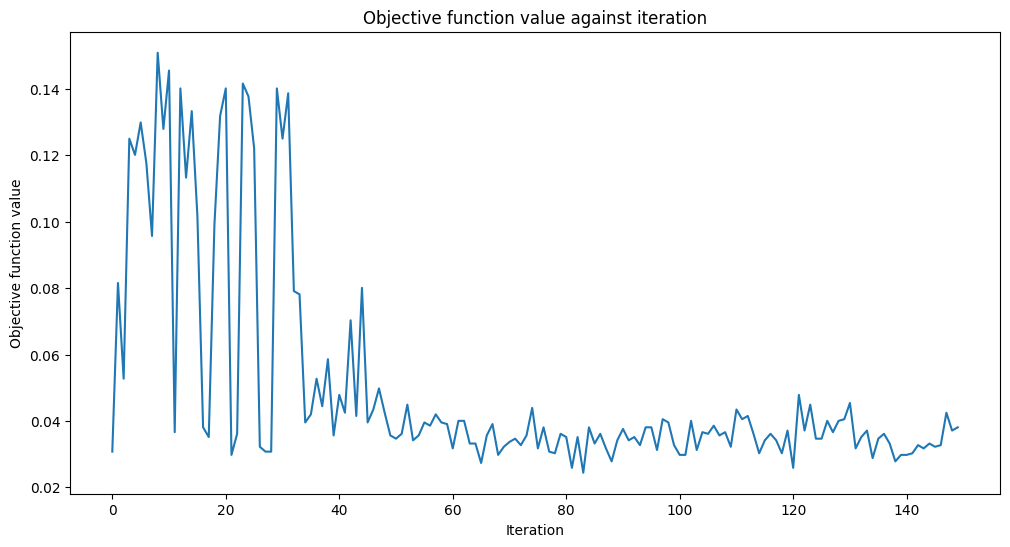 Objective function value against iteration
Objective function value
0.14
0.12
0.10
0.08
0.06
0.04
0.02
0 20 40 60 80 100 120 140
Iteration